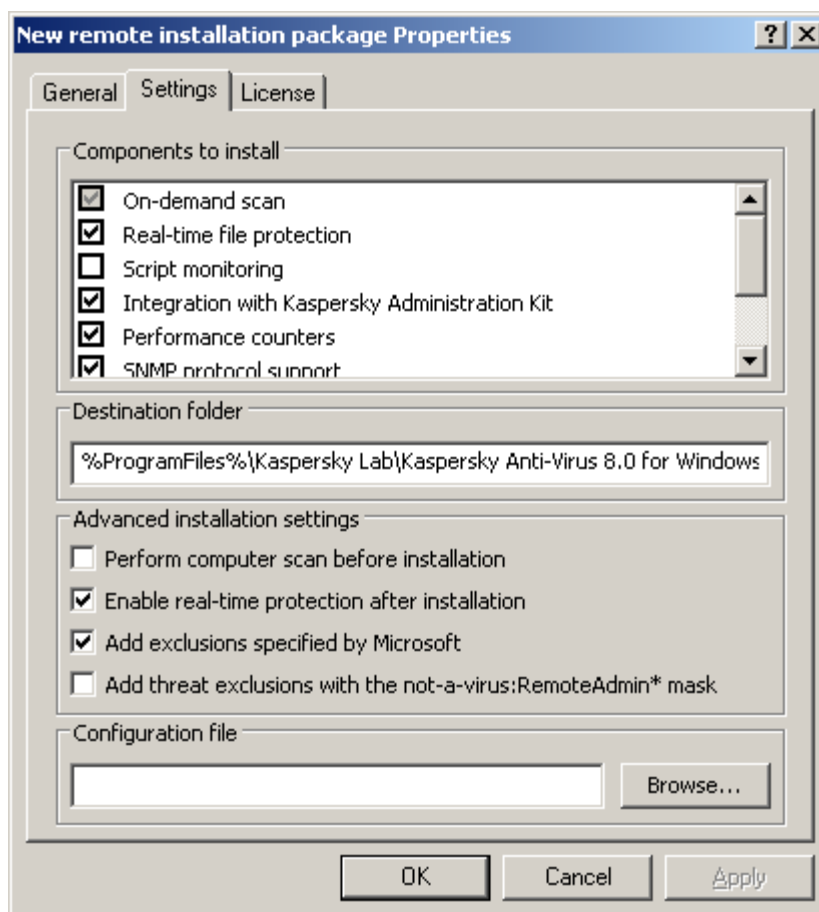 New remote installation package Properties
General Settings License
Components to install
On-demand scan
Real-time file protection
Script monitoring
Integration with Kaspersky Administration Kit
Performance counters
SNMP protocol support
Destination folder
%ProgramFiles%\Kaspersky Lab\Kaspersky Anti-Virus 8.0 for Windows
Advanced installation settings
Perform computer scan before installation
Enable real-time protection after installation
Add exclusions specified by Microsoft
Add threat exclusions with the not-a-virus:RemoteAdmin* mask
Configuration file
Browse...
OK Cancel Apply